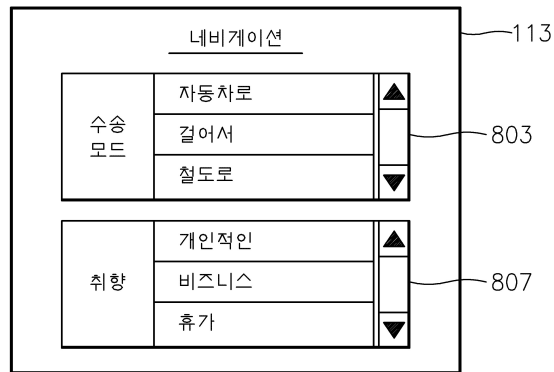 네비게이션
113
자동차로
수송
모드
걸어서
803
철도로
개인적인
취향
비즈니스
807
휴가